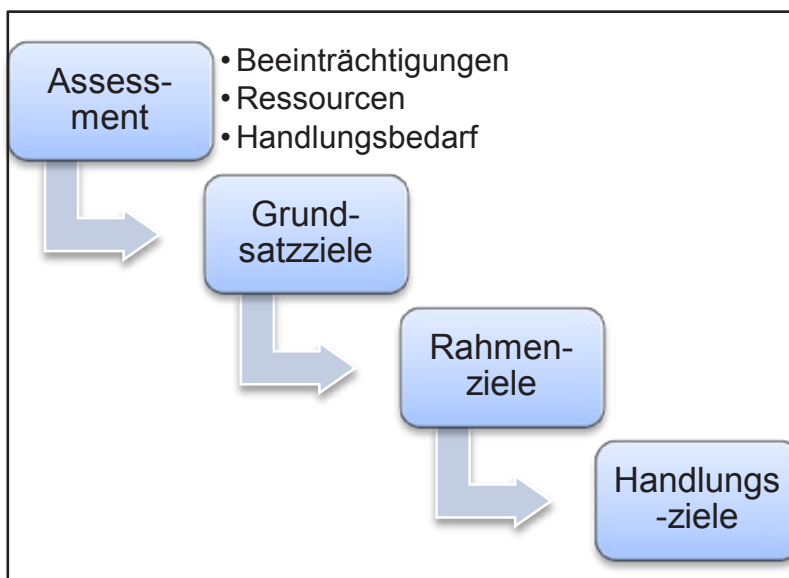 Assess-
ment
• Beeinträchtigungen
• Ressourcen
• Handlungsbedarf
Grund-
satzziele
Rahmen-
ziele
Handlungs
-ziele